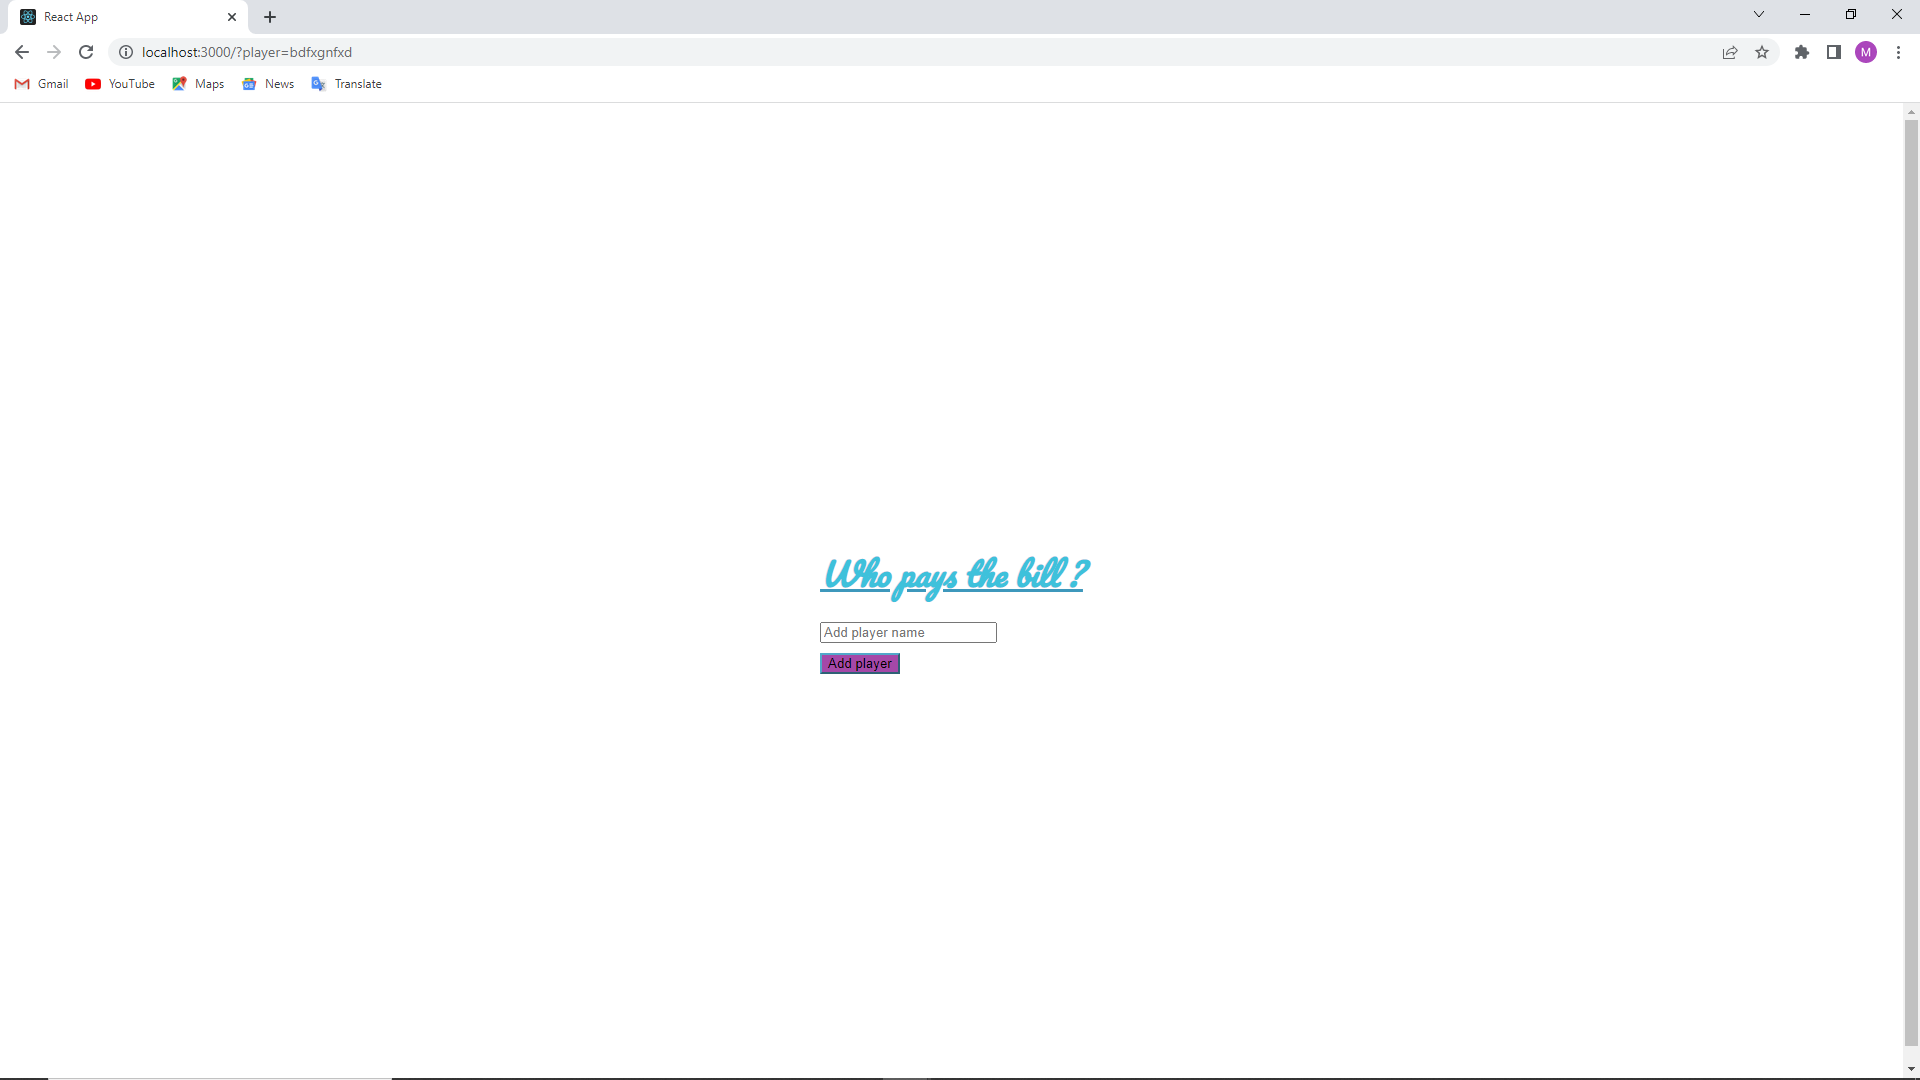 React App
localhost:3000/?player=bdfxgnfxd
M
Gmail YouTube Maps News Translate
Who pays the bill ?
Add player name
Add player